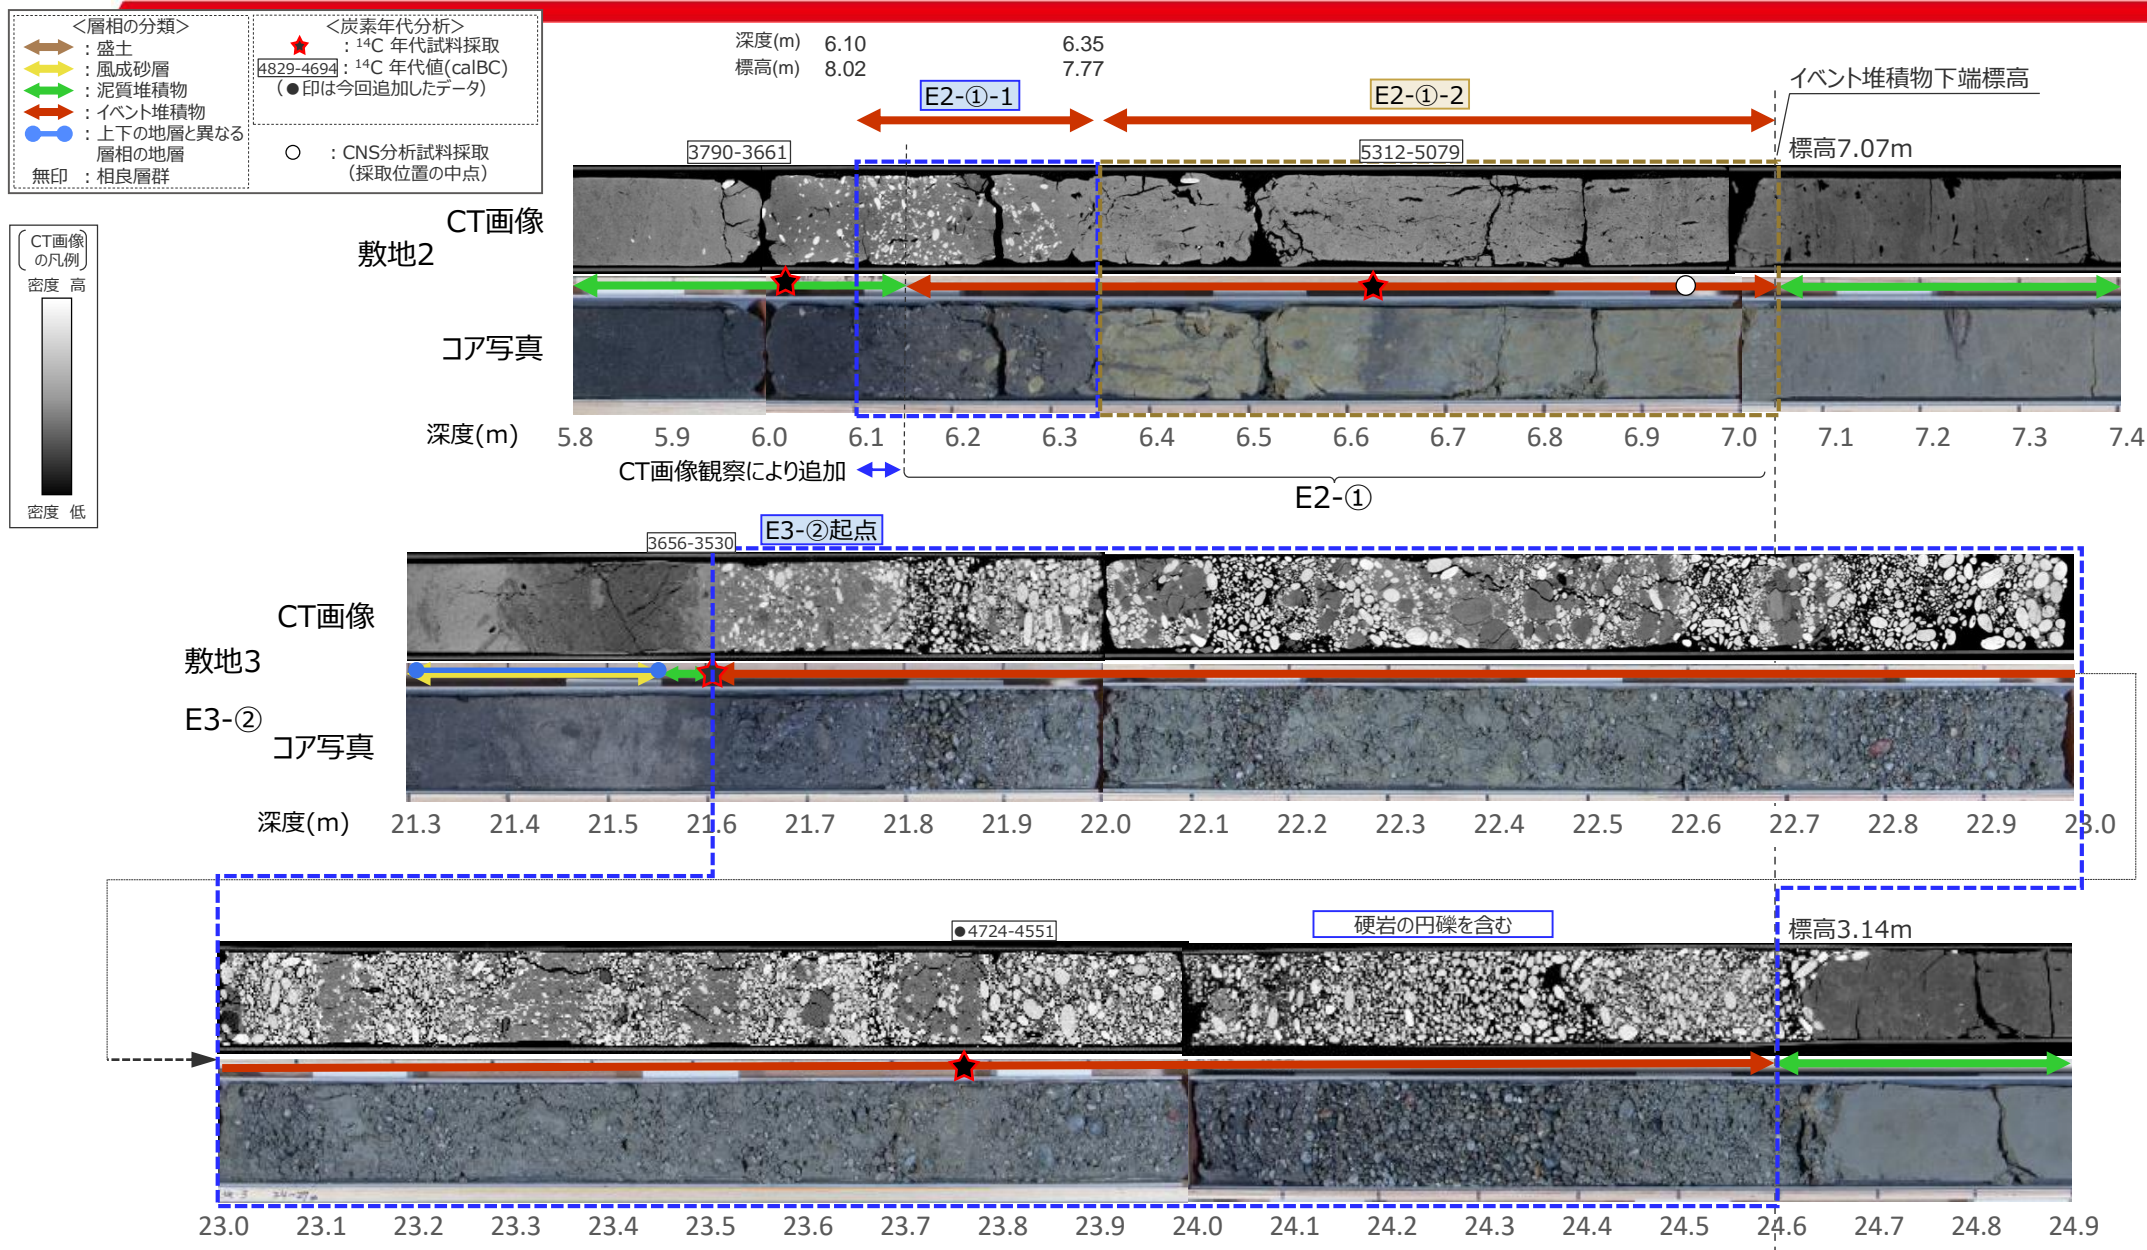 ＜層相の分類＞
：盛土
：風成砂層
：泥質堆積物
：イベント堆積物
：上下の地層と異なる
層相の地層
無印 ：相良層群
＜炭素年代分析＞
：¹⁴C 年代試料採取
4829-4694：¹⁴C 年代値(calBC)
（●印は今回追加したデータ）
○ ：CNS分析試料採取
（採取位置の中点）
CT画像
の凡例
密度 高
密度 低
深度(m) 6.10 6.35
標高(m) 8.02 7.77
E2-①-1
E2-①-2
イベント堆積物下端標高
標高7.07m
3790-3661
5312-5079
CT画像
敷地2
コア写真
深度(m) 5.8 5.9 6.0 6.1 6.2 6.3 6.4 6.5 6.6 6.7 6.8 6.9 7.0 7.1 7.2 7.3 7.4
CT画像観察により追加
E2-①
3656-3530
E3-②起点
CT画像
敷地3
E3-②
コア写真
深度(m) 21.3 21.4 21.5 21.6 21.7 21.8 21.9 22.0 22.1 22.2 22.3 22.4 22.5 22.6 22.7 22.8 22.9 23.0
●4724-4551
硬岩の円礫を含む
標高3.14m
23.0 23.1 23.2 23.3 23.4 23.5 23.6 23.7 23.8 23.9 24.0 24.1 24.2 24.3 24.4 24.5 24.6 24.7 24.8 24.9